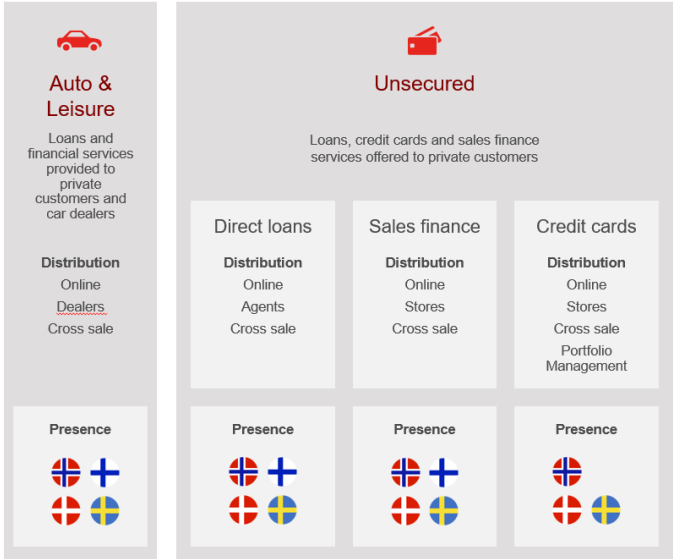 Auto &
Leisure
Loans and
financial services
provided to
private
customers and
car dealers
Distribution
Online
Dealers
Cross sale
Presence
Unsecured
Loans, credit cards and sales finance
services offered to private customers
Direct loans
Distribution
Online
Agents
Cross sale
Presence
Sales finance
Distribution
Online
Stores
Cross sale
Presence
Credit cards
Distribution
Online
Stores
Cross sale
Portfolio
Management
Presence